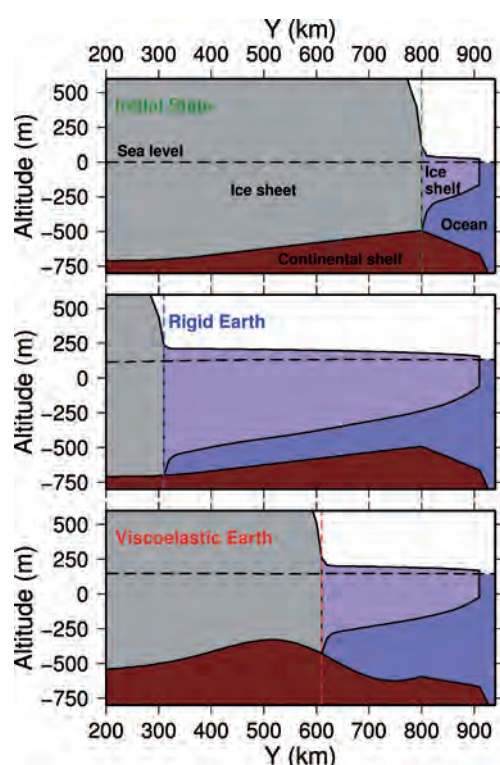 Y (km)
200 300 400 500 600 700 800 900
Altitude (m)
500
250
0
−250
−500
−750
Initial State
Sea level
Ice sheet
Ice
shelf
Ocean
Continental shelf
Altitude (m)
500
250
0
−250
−500
−750
Rigid Earth
Altitude (m)
500
250
0
−250
−500
−750
Viscoelastic Earth
200 300 400 500 600 700 800 900
Y (km)